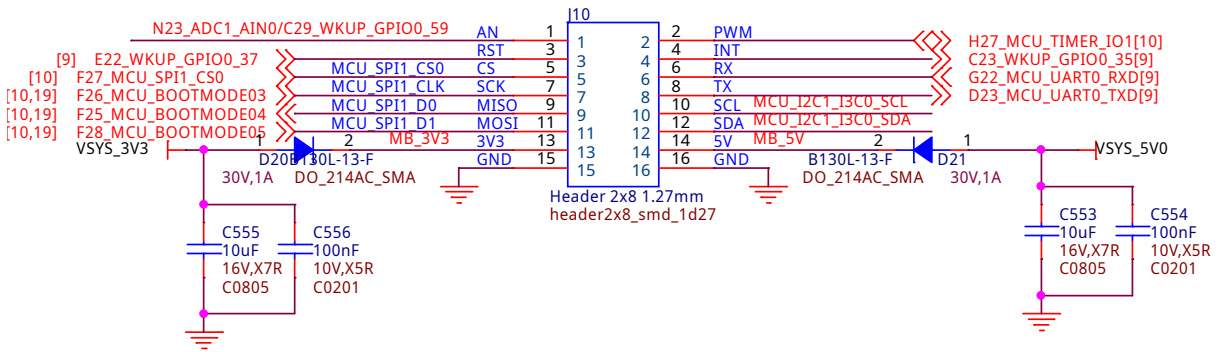 J10
N23_ADC1_AIN0/C29_WKUP_GPIO0_59 AN 1 1 2 2 PWM H27_MCU_TIMER_IO1[10]
[9] E22_WKUP_GPIO0_37 RST 3 3 4 4 INT C23_WKUP_GPIO0_35[9]
[10] F27_MCU_SPI1_CS0 MCU_SPI1_CS0 CS 5 5 6 6 RX G22_MCU_UART0_RXD[9]
[10,19] F26_MCU_BOOTMODE03 MCU_SPI1_CLK SCK 7 7 8 8 TX D23_MCU_UART0_TXD[9]
[10,19] F25_MCU_BOOTMODE04 MCU_SPI1_D0 MISO 9 9 10 10 SCL MCU_I2C1_I3C0_SCL
[10,19] F28_MCU_BOOTMODE05 MCU_SPI1_D1 MOSI 11 11 12 12 SDA MCU_I2C1_I3C0_SDA
VSYS_3V3 1 2 MB_3V3 3V3 13 13 14 14 5V MB_5V 2 1 VSYS_5V0
D20 B130L-13-F GND 15 15 16 16 GND B130L-13-F D21
30V,1A DO_214AC_SMA DO_214AC_SMA 30V,1A
Header 2x8 1.27mm
header2x8_smd_1d27
C555 C556 C553 C554
10uF 100nF 10uF 100nF
16V,X7R 10V,X5R 16V,X7R 10V,X5R
C0805 C0201 C0805 C0201